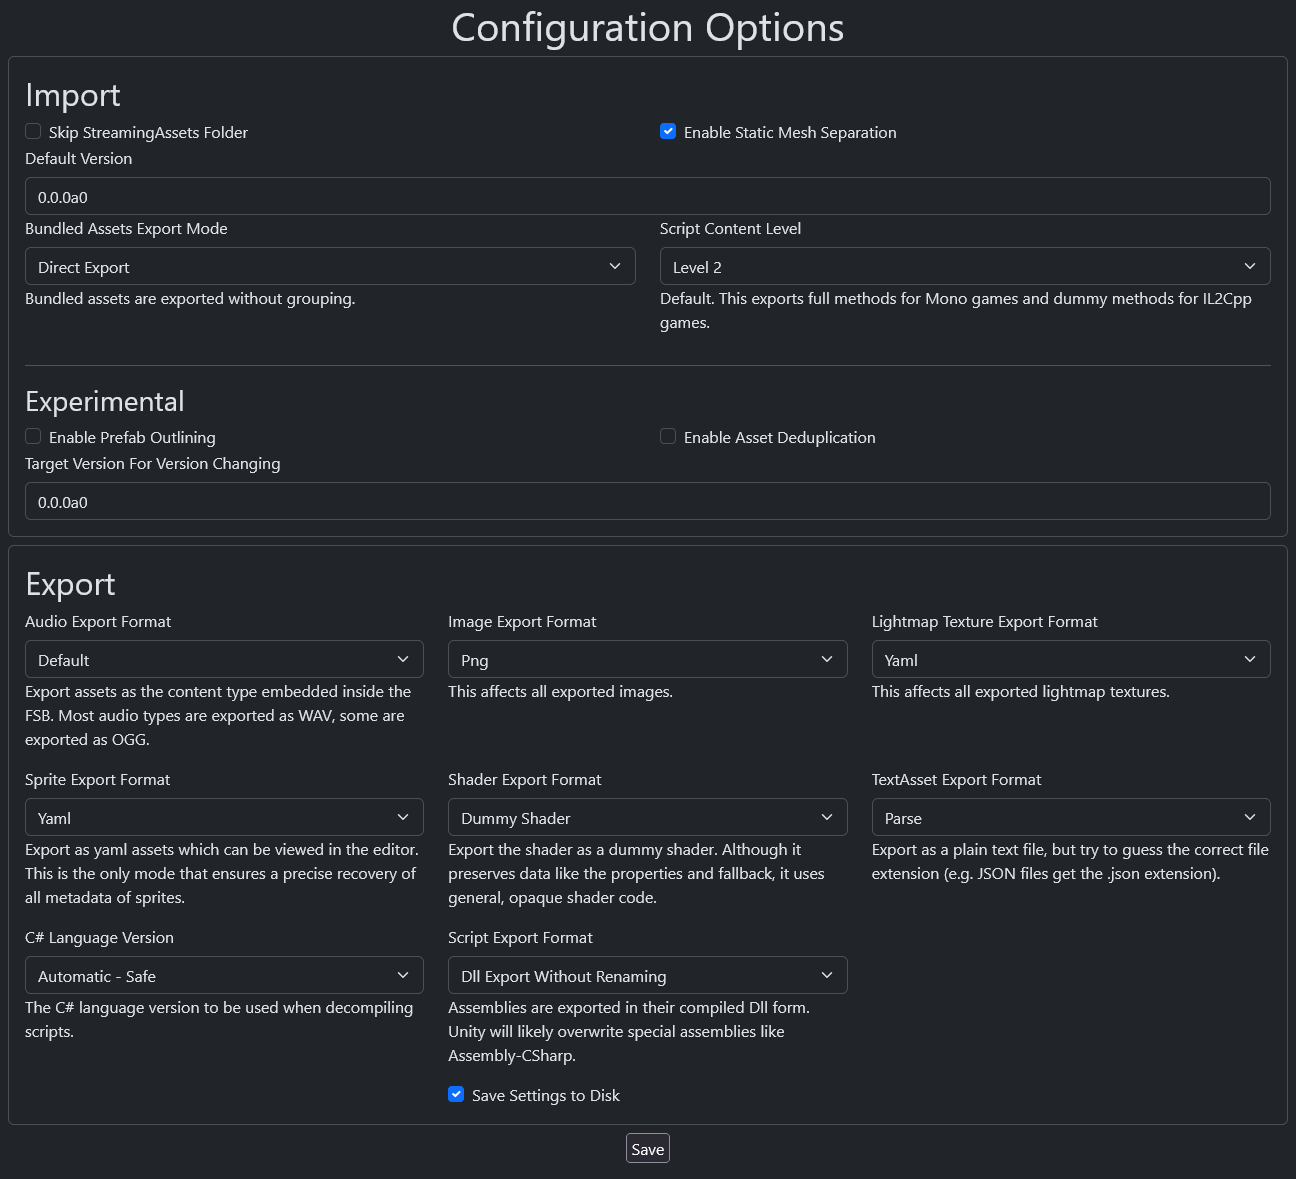 Configuration Options
Import
Skip StreamingAssets Folder
Enable Static Mesh Separation
Default Version
0.0.0a0
Bundled Assets Export Mode
Direct Export
Bundled assets are exported without grouping.
Script Content Level
Level 2
Default. This exports full methods for Mono games and dummy methods for IL2Cpp
games.
Experimental
Enable Prefab Outlining
Enable Asset Deduplication
Target Version For Version Changing
0.0.0a0
Export
Audio Export Format
Default
Export assets as the content type embedded inside the
FSB. Most audio types are exported as WAV, some are
exported as OGG.
Image Export Format
Png
This affects all exported images.
Lightmap Texture Export Format
Yaml
This affects all exported lightmap textures.
Sprite Export Format
Yaml
Export as yaml assets which can be viewed in the editor.
This is the only mode that ensures a precise recovery of
all metadata of sprites.
Shader Export Format
Dummy Shader
Export the shader as a dummy shader. Although it
preserves data like the properties and fallback, it uses
general, opaque shader code.
TextAsset Export Format
Parse
Export as a plain text file, but try to guess the correct file
extension (e.g. JSON files get the .json extension).
C# Language Version
Automatic - Safe
The C# language version to be used when decompiling
scripts.
Script Export Format
Dll Export Without Renaming
Assemblies are exported in their compiled Dll form.
Unity will likely overwrite special assemblies like
Assembly-CSharp.
Save Settings to Disk
Save